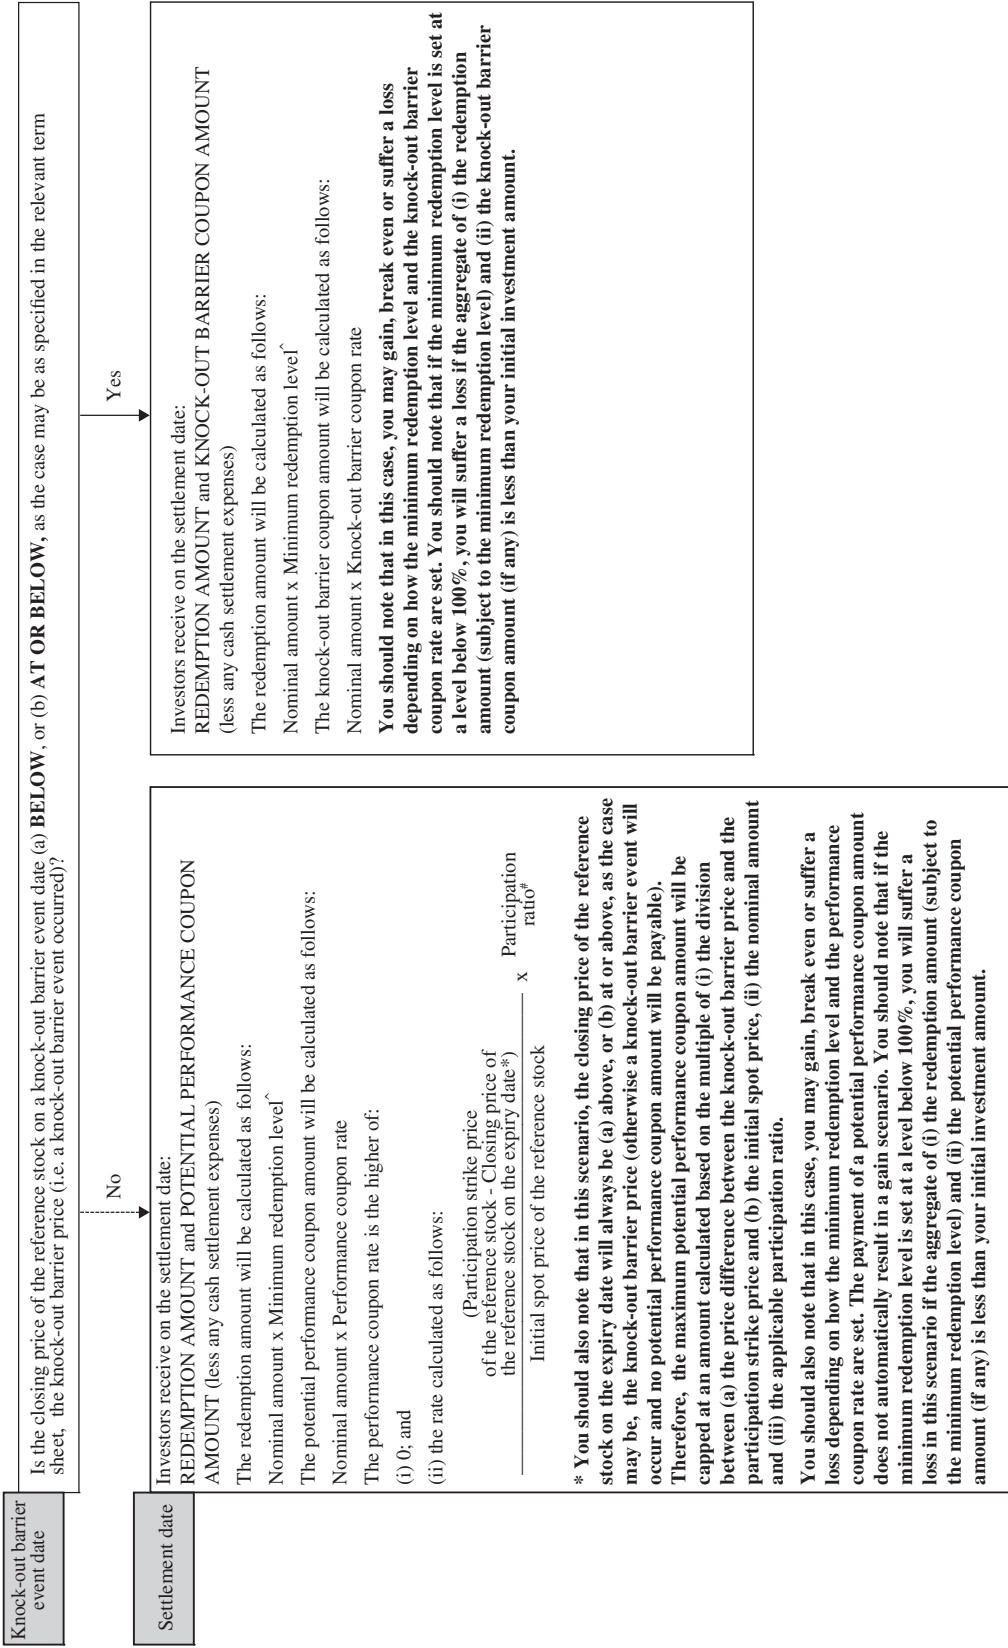 Knock-out barrier
event date
Is the closing price of the reference stock on a knock-out barrier event date (a) BELOW, or (b) AT OR BELOW, as the case may be as specified in the relevant term
sheet, the knock-out barrier price (i.e. a knock-out barrier event occurred)?
No
Yes
Settlement date
Investors receive on the settlement date:
REDEMPTION AMOUNT and POTENTIAL PERFORMANCE COUPON
AMOUNT (less any cash settlement expenses)
The redemption amount will be calculated as follows:
Nominal amount x Minimum redemption level^
The potential performance coupon amount will be calculated as follows:
Nominal amount x Performance coupon rate
The performance coupon rate is the higher of:
(i) 0; and
(ii) the rate calculated as follows:
(Participation strike price
of the reference stock - Closing price of
the reference stock on the expiry date*)
Initial spot price of the reference stock
x
Participation
ratio#
* You should also note that in this scenario, the closing price of the reference
stock on the expiry date will always be (a) above, or (b) at or above, as the case
may be, the knock-out barrier price (otherwise a knock-out barrier event will
occur and no potential performance coupon amount will be payable).
Therefore, the maximum potential performance coupon amount will be
capped at an amount calculated based on the multiple of (i) the division
between (a) the price difference between the knock-out barrier price and the
participation strike price and (b) the initial spot price, (ii) the nominal amount
and (iii) the applicable participation ratio.
You should also note that in this case, you may gain, break even or suffer a
loss depending on how the minimum redemption level and the performance
coupon rate are set. The payment of a potential performance coupon amount
does not automatically result in a gain scenario. You should note that if the
minimum redemption level is set at a level below 100%, you will suffer a
loss in this scenario if the aggregate of (i) the redemption amount (subject to
the minimum redemption level) and (ii) the potential performance coupon
amount (if any) is less than your initial investment amount.
Investors receive on the settlement date:
REDEMPTION AMOUNT and KNOCK-OUT BARRIER COUPON AMOUNT
(less any cash settlement expenses)
The redemption amount will be calculated as follows:
Nominal amount x Minimum redemption level^
The knock-out barrier coupon amount will be calculated as follows:
Nominal amount x Knock-out barrier coupon rate
You should note that in this case, you may gain, break even or suffer a loss
depending on how the minimum redemption level and the knock-out barrier
coupon rate are set. You should note that if the minimum redemption level is set at
a level below 100%, you will suffer a loss if the aggregate of (i) the redemption
amount (subject to the minimum redemption level) and (ii) the knock-out barrier
coupon amount (if any) is less than your initial investment amount.